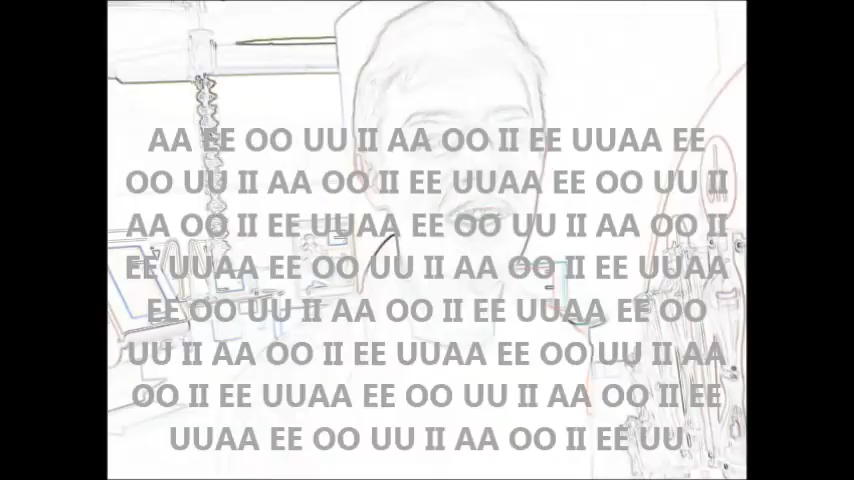 AA EE OO UU II AA OO II EE UUAA EE
OO UU II AA OO II EE UUAA EE OO UU II
AA OO II EE UUAA EE OO UU II AA OO II
EE UUAA EE OO UU II AA OO II EE UUAA
EE OO UU II AA OO II EE UUAA EE OO
UU II AA OO II EE UUAA EE OO UU II AA
OO II EE UUAA EE OO UU II AA OO II EE
UUAA EE OO UU II AA OO II EE UU